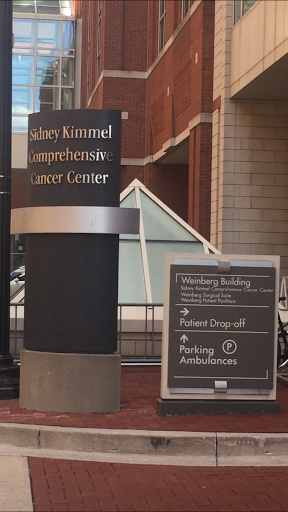 Sidney Kimmel
Comprehensive
Cancer Center
Weinberg Building
Sidney Kimmel Comprehensive Cancer Center
Weinberg Surgical Suite
Weinberg Patient Pavilions
→
Patient Drop-off
↑
Parking P
Ambulances